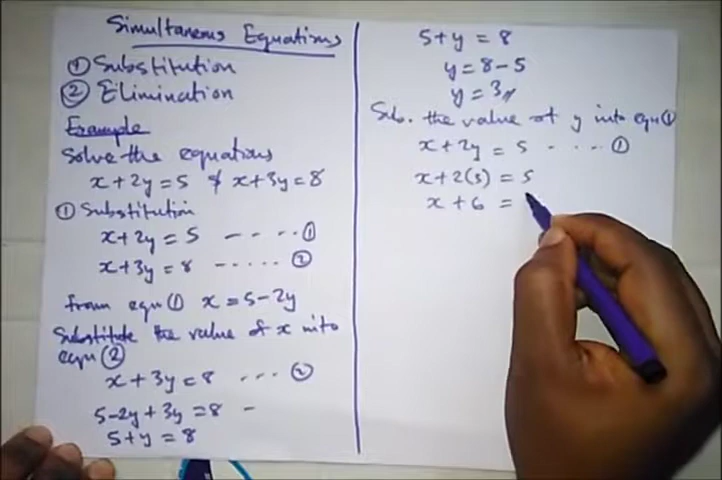 Simultaneous Equations
① Substitution
② Elimination
Example
Solve the equations
x + 2y = 5 & x + 3y = 8
① Substitution
x + 2y = 5 - - - - .. ①
x + 3y = 8 - ..... ②
from eqn ① x = 5 - 2y
Substitute the value of x into
eqn ②
x + 3y = 8 ... ②
5 - 2y + 3y = 8 -
5 + y = 8
5 + y = 8
y = 8 - 5
y = 3//
Sub. the value of y into eqn ①
x + 2y = 5 - ... ①
x + 2(3) = 5
x + 6 =